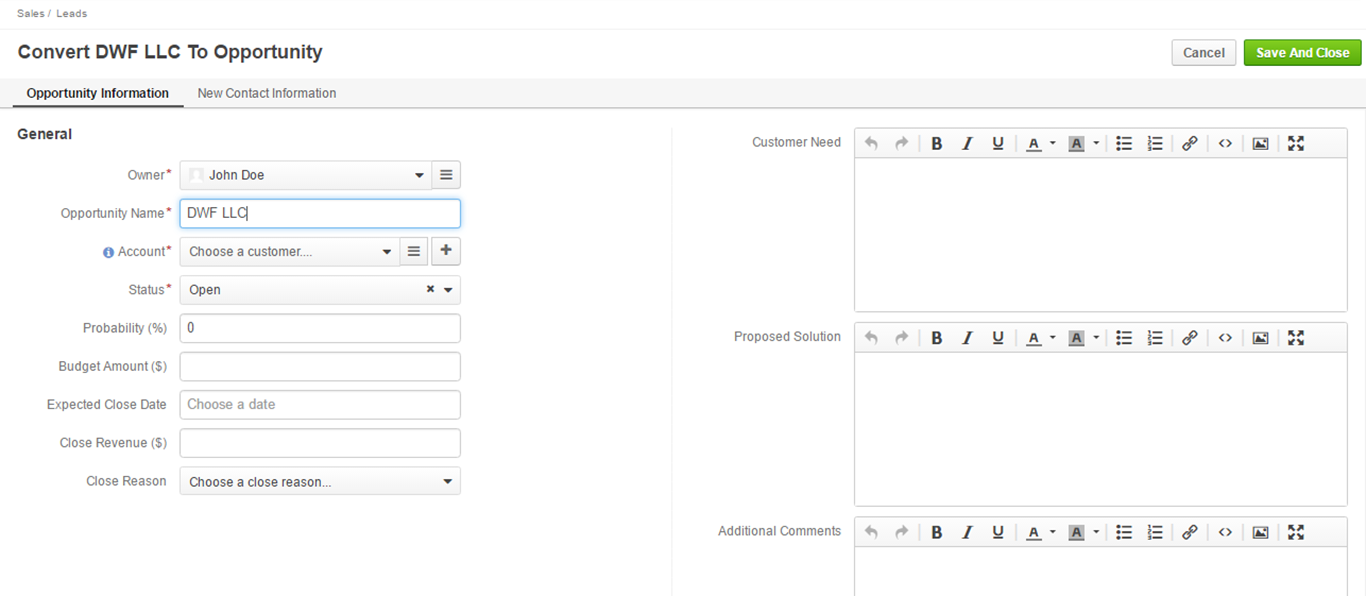 Sales / Leads
Convert DWF LLC To Opportunity
Cancel
Save And Close
Opportunity Information
New Contact Information
General
Owner*
John Doe
Opportunity Name*
DWF LLC
Account*
Choose a customer....
Status*
Open
Probability (%)
0
Budget Amount ($)
Expected Close Date
Choose a date
Close Revenue ($)
Close Reason
Choose a close reason...
Customer Need
B I U A A
Proposed Solution
B I U A A
Additional Comments
B I U A A